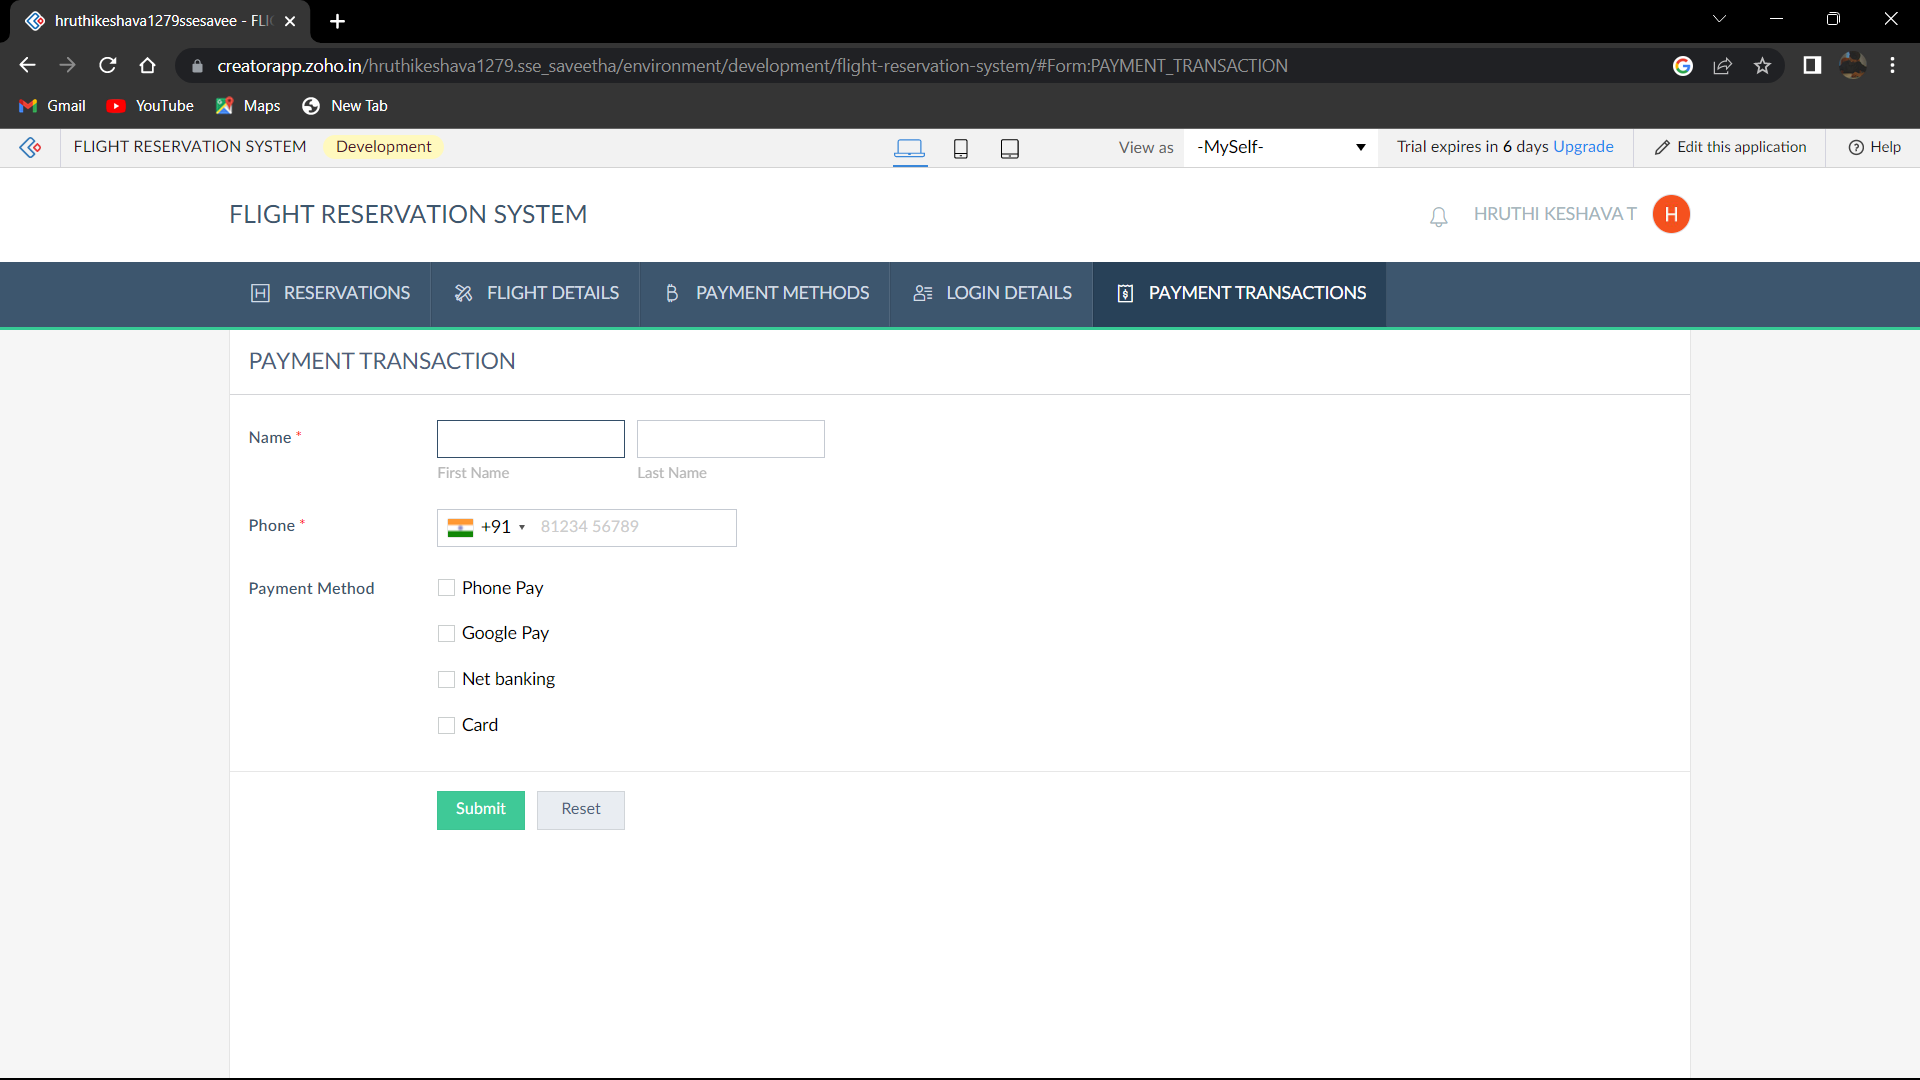 hruthikeshava1279ssesavee - FLI
creatorapp.zoho.in/hruthikeshava1279.sse_saveetha/environment/development/flight-reservation-system/#Form:PAYMENT_TRANSACTION
Gmail YouTube Maps New Tab
FLIGHT RESERVATION SYSTEM Development View as -MySelf- Trial expires in 6 days Upgrade Edit this application Help
FLIGHT RESERVATION SYSTEM HRUTHI KESHAVA T H
RESERVATIONS FLIGHT DETAILS PAYMENT METHODS LOGIN DETAILS PAYMENT TRANSACTIONS
PAYMENT TRANSACTION
Name *
First Name Last Name
Phone * +91 81234 56789
Payment Method Phone Pay
Google Pay
Net banking
Card
Submit Reset